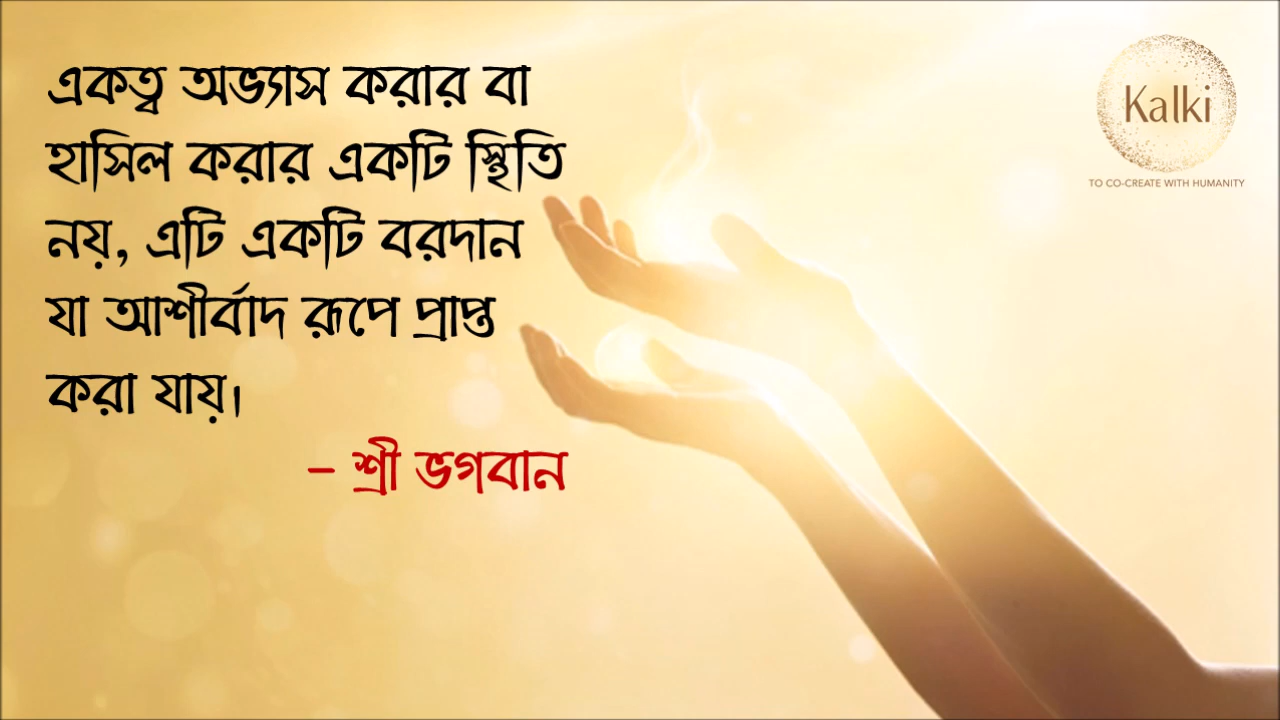 একত্ব অভ্যাস করার বা
হাসিল করার একটি স্থিতি
নয়, এটি একটি বরদান
যা আশীর্বাদ রূপে প্রাপ্ত
করা যায়।
- শ্রী ভগবান
Kalki
TO CO-CREATE WITH HUMANITY